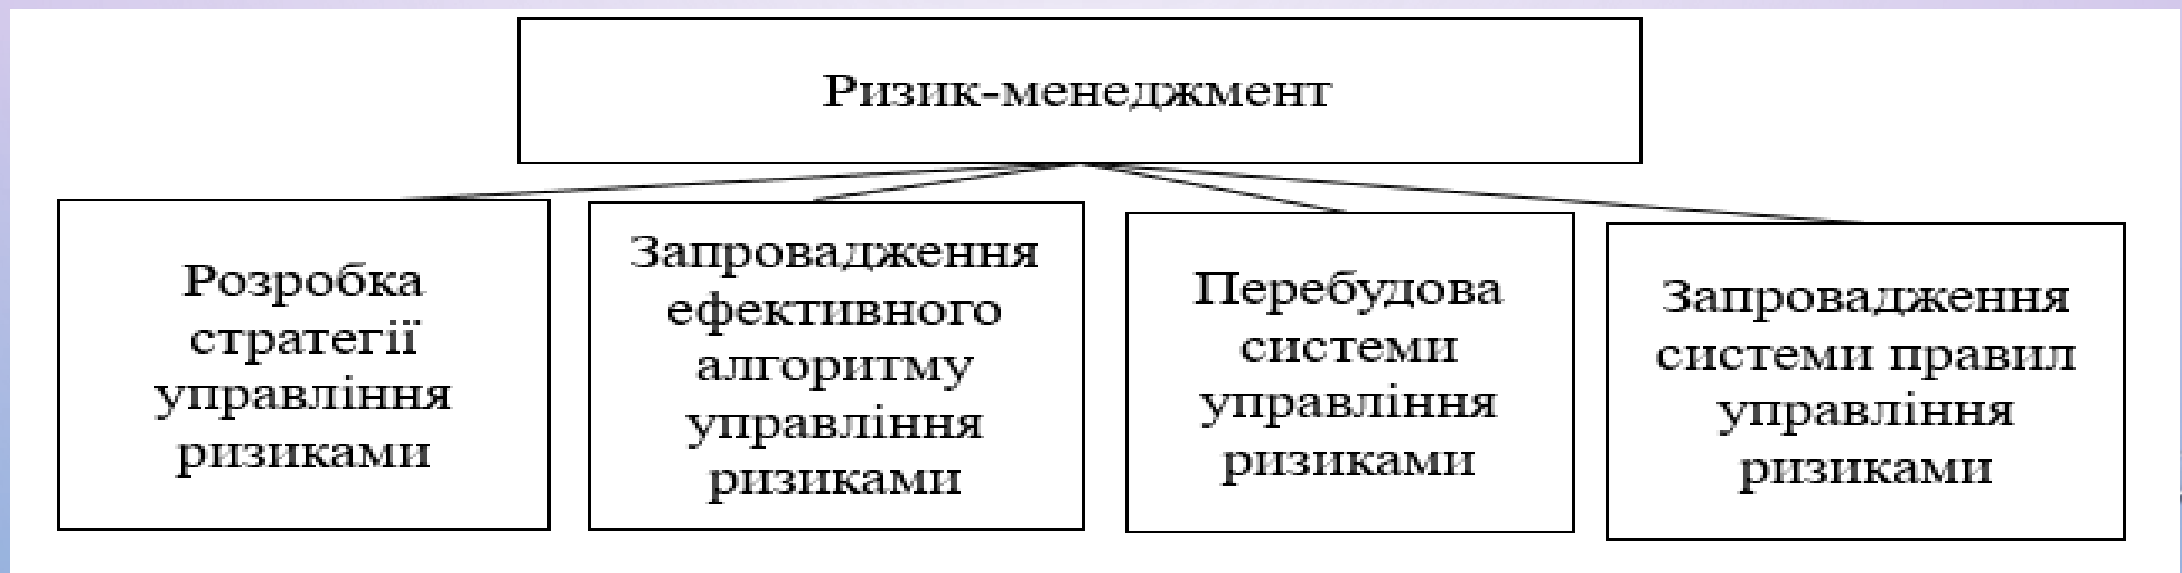 Ризик-менеджмент
Розробка
стратегії
управління
ризиками
Запровадження
ефективного
алгоритму
управління
ризиками
Перебудова
системи
управління
ризиками
Запровадження
системи правил
управління
ризиками